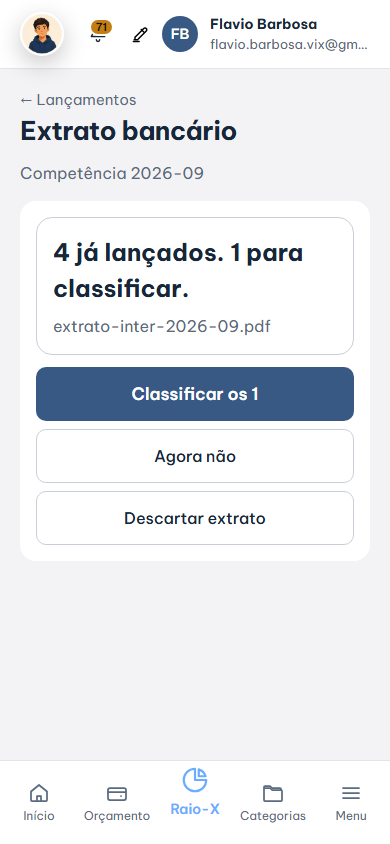 71
FB
Flavio Barbosa
flavio.barbosa.vix@gm...
← Lançamentos
Extrato bancário
Competência 2026-09
4 já lançados. 1 para
classificar.
extrato-inter-2026-09.pdf
Classificar os 1
Agora não
Descartar extrato
Início
Orçamento
Raio-X
Categorias
Menu